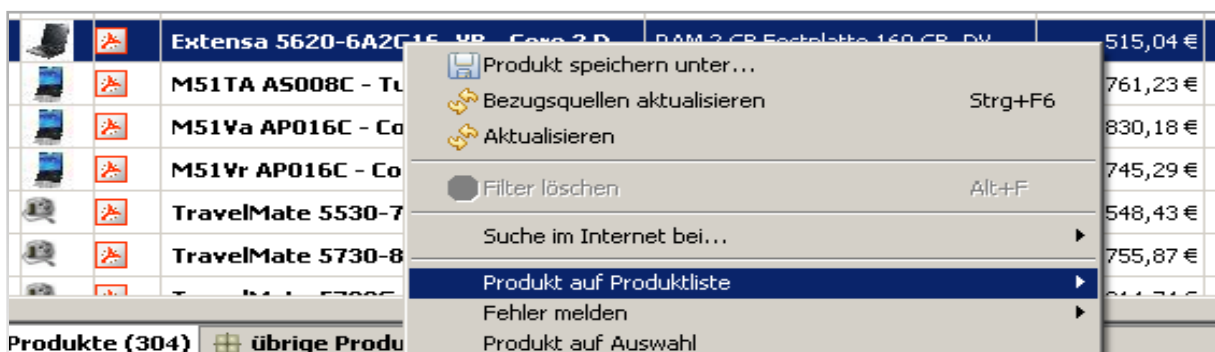 Extensa 5620-6A2G16 515,04 €
Produkt speichern unter...
M51TA AS008C - Tu 761,23 €
Bezugsquellen aktualisieren Strg+F6
M51Va AP016C - Co 830,18 €
Aktualisieren
M51Vr AP016C - Co 745,29 €
Filter löschen Alt+F
TravelMate 5530-7 548,43 €
Suche im Internet bei...
TravelMate 5730-8 755,87 €
Produkt auf Produktliste
Fehler melden
Produkte (304) übrige Produ
Produkt auf Auswahl